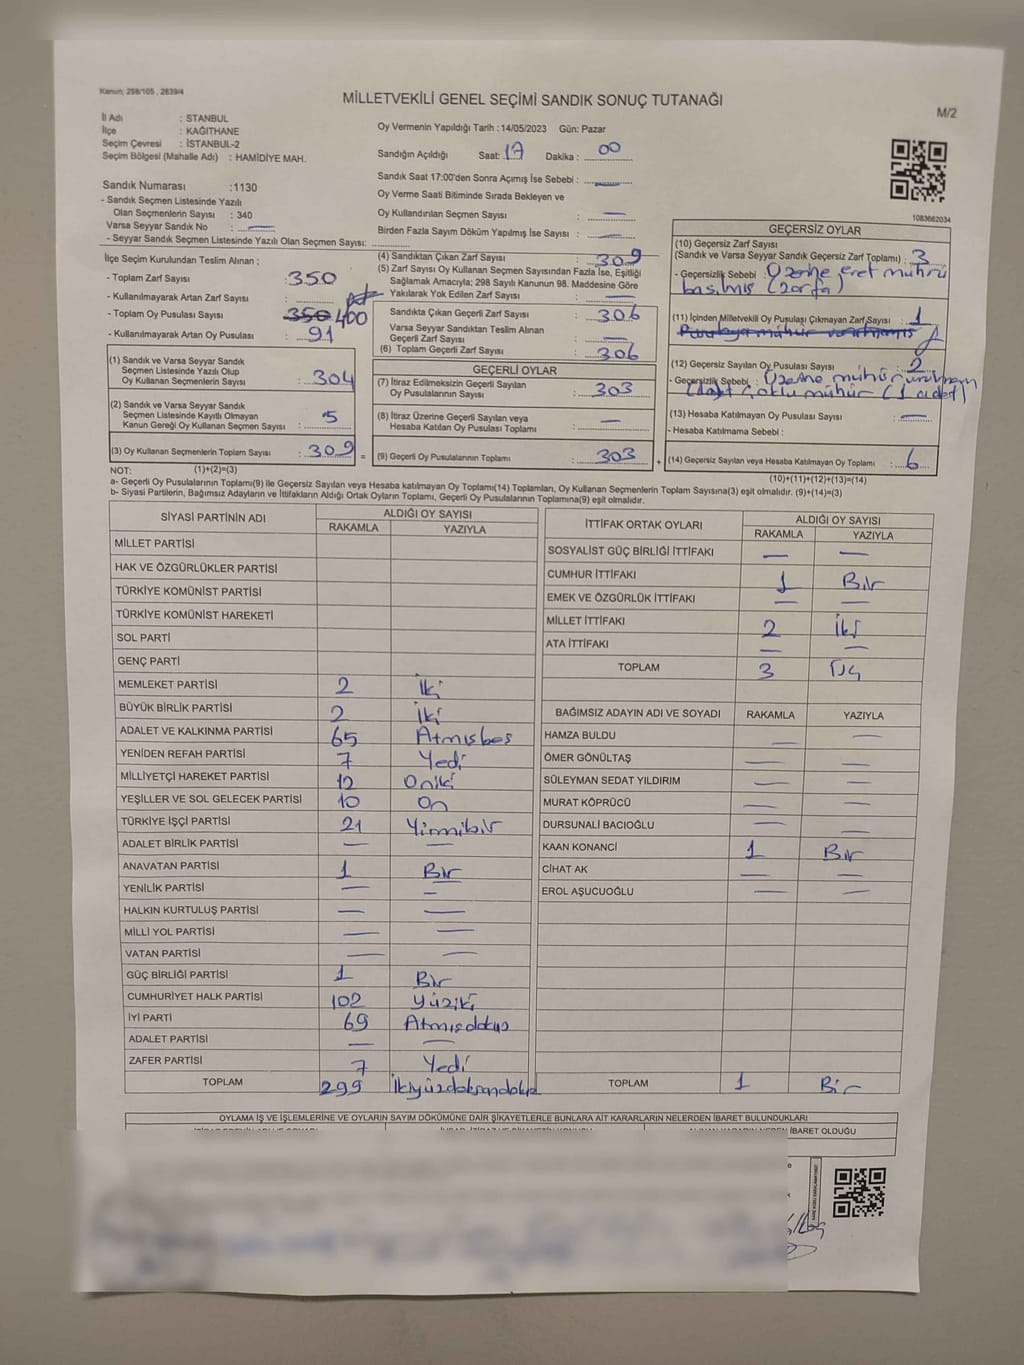 Kanun: 298/105 , 2839/4
MİLLETVEKİLİ GENEL SEÇİMİ SANDIK SONUÇ TUTANAĞI
M/2
İl Adı : STANBUL
İlçe : KAĞITHANE
Seçim Çevresi : İSTANBUL-2
Seçim Bölgesi (Mahalle Adı) : HAMİDİYE MAH.
Oy Vermenin Yapıldığı Tarih : 14/05/2023 Gün: Pazar
Sandığın Açıldığı Saat: 17 Dakika : 00
Sandık Saat 17:00'den Sonra Açımış İse Sebebi : —
Oy Verme Saati Bitiminde Sırada Bekleyen ve
Oy Kullandırılan Seçmen Sayısı : —
Birden Fazla Sayım Döküm Yapılmış İse Sayısı : —
1083662034
Sandık Numarası :1130
- Sandık Seçmen Listesinde Yazılı
Olan Seçmenlerin Sayısı : 340
Varsa Seyyar Sandık No : —
- Seyyar Sandık Seçmen Listesinde Yazılı Olan Seçmen Sayısı:
İlçe Seçim Kurulundan Teslim Alınan ;
- Toplam Zarf Sayısı : 350
- Kullanılmayarak Artan Zarf Sayısı :
- Toplam Oy Pusulası Sayısı : 350 400
- Kullanılmayarak Artan Oy Pusulası : 91
(1) Sandık ve Varsa Seyyar Sandık
Seçmen Listesinde Yazılı Olup
Oy Kullanan Seçmenlerin Sayısı : 304
(2) Sandık ve Varsa Seyyar Sandık
Seçmen Listesinde Kayıtlı Olmayan
Kanun Gereği Oy Kullanan Seçmen Sayısı : 5
(3) Oy Kullanan Seçmenlerin Toplam Sayısı : 309
(4) Sandıktan Çıkan Zarf Sayısı : 309
(5) Zarf Sayısı Oy Kullanan Seçmen Sayısından Fazla İse, Eşitliği
Sağlamak Amacıyla; 298 Sayılı Kanunun 98. Maddesine Göre
Yakılarak Yok Edilen Zarf Sayısı : —
Sandıkta Çıkan Geçerli Zarf Sayısı : 306
Varsa Seyyar Sandıktan Teslim Alınan
Geçerli Zarf Sayısı : —
(6) Toplam Geçerli Zarf Sayısı : 306
GEÇERLİ OYLAR
(7) İtiraz Edilmeksizin Geçerli Sayılan
Oy Pusulalarının Sayısı : 303
(8) İtiraz Üzerine Geçerli Sayılan veya
Hesaba Katılan Oy Pusulası Toplamı : —
= (9) Geçerli Oy Pusulalarının Toplamı : 303
GEÇERSİZ OYLAR
(10) Geçersiz Zarf Sayısı
(Sandık ve Varsa Seyyar Sandık Geçersiz Zarf Toplamı) : 3
- Geçersizlik Sebebi : Üzerine evet mührü
basılmış (zarfa)
(11) İçinden Milletvekili Oy Pusulası Çıkmayan Zarf Sayısı : 1
(12) Geçersiz Sayılan Oy Pusulası Sayısı : 2
- Geçersizlik Sebebi : Üzerine mühür
çoklu mühür (1 adet)
(13) Hesaba Katılmayan Oy Pusulası Sayısı : —
- Hesaba Katılmama Sebebi :
+ (14) Geçersiz Sayılan veya Hesaba Katılmayan Oy Toplamı : 6
NOT: (1)+(2)=(3)
(10)+(11)+(12)+(13)=(14)
a- Geçerli Oy Pusulalarının Toplamı(9) ile Geçersiz Sayılan veya Hesaba katılmayan Oy Toplamı(14) Toplamları, Oy Kullanan Seçmenlerin Toplam Sayısına(3) eşit olmalıdır. (9)+(14)=(3)
b- Siyasi Partilerin, Bağımsız Adayların ve İttifakların Aldığı Ortak Oyların Toplamı, Geçerli Oy Pusulalarının Toplamına(9) eşit olmalıdır.
SİYASİ PARTİNİN ADI ALDIĞI OY SAYISI
RAKAMLA YAZIYLA
MİLLET PARTİSİ
HAK VE ÖZGÜRLÜKLER PARTİSİ
TÜRKİYE KOMÜNİST PARTİSİ
TÜRKİYE KOMÜNİST HAREKETİ
SOL PARTİ
GENÇ PARTİ
MEMLEKET PARTİSİ 2 İki
BÜYÜK BİRLİK PARTİSİ 2 İki
ADALET VE KALKINMA PARTİSİ 65 Atmışbeş
YENİDEN REFAH PARTİSİ 7 Yedi
MİLLİYETÇİ HAREKET PARTİSİ 12 Oniki
YEŞİLLER VE SOL GELECEK PARTİSİ 10 On
TÜRKİYE İŞÇİ PARTİSİ 21 Yirmibir
ADALET BİRLİK PARTİSİ — —
ANAVATAN PARTİSİ 1 Bir
YENİLİK PARTİSİ — —
HALKIN KURTULUŞ PARTİSİ — —
MİLLİ YOL PARTİSİ — —
VATAN PARTİSİ — —
GÜÇ BİRLİĞİ PARTİSİ 1 Bir
CUMHURİYET HALK PARTİSİ 102 Yüziki
İYİ PARTİ 69 Atmışdokuz
ADALET PARTİSİ — —
ZAFER PARTİSİ 7 Yedi
TOPLAM 299 İkiyüzdoksandokuz
İTTİFAK ORTAK OYLARI ALDIĞI OY SAYISI
RAKAMLA YAZIYLA
SOSYALİST GÜÇ BİRLİĞİ İTTİFAKI — —
CUMHUR İTTİFAKI 1 Bir
EMEK VE ÖZGÜRLÜK İTTİFAKI — —
MİLLET İTTİFAKI 2 İki
ATA İTTİFAKI — —
TOPLAM 3 Üç
BAĞIMSIZ ADAYIN ADI VE SOYADI RAKAMLA YAZIYLA
HAMZA BULDU — —
ÖMER GÖNÜLTAŞ — —
SÜLEYMAN SEDAT YILDIRIM — —
MURAT KÖPRÜCÜ — —
DURSUNALİ BACIOĞLU — —
KAAN KONANCİ 1 Bir
CİHAT AK — —
EROL AŞUCUOĞLU — —
TOPLAM 1 Bir
OYLAMA İŞ VE İŞLEMLERİNE VE OYLARIN SAYIM DÖKÜMÜNE DAİR ŞİKAYETLERLE BUNLARA AİT KARARLARIN NELERDEN İBARET BULUNDUKLARI
İBARET OLDUĞU